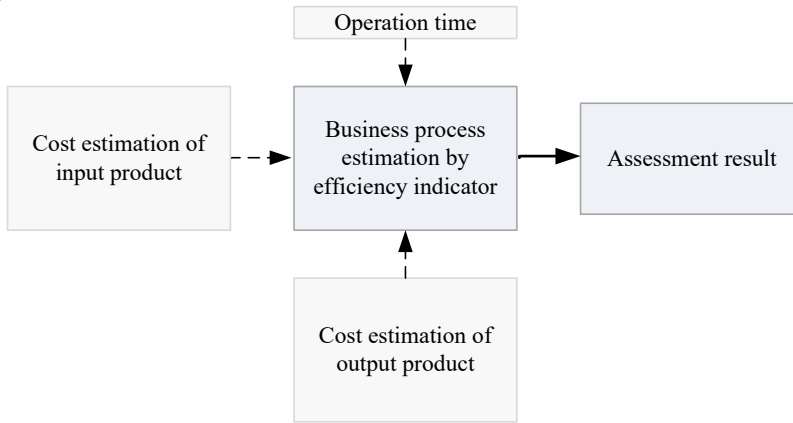 Operation time
Cost estimation of
input product
Business process
estimation by
efficiency indicator
Assessment result
Cost estimation of
output product